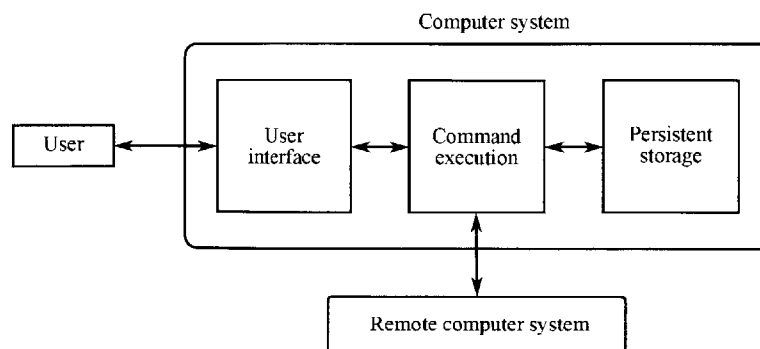 Computer system
User
User
interface
Command
execution
Persistent
storage
Remote computer system